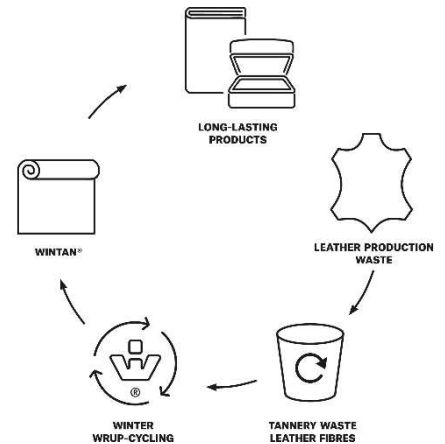 LONG-LASTING
PRODUCTS
LEATHER PRODUCTION
WASTE
WINTAN®
®
WINTER
WRUP-CYCLING
TANNERY WASTE
LEATHER FIBRES